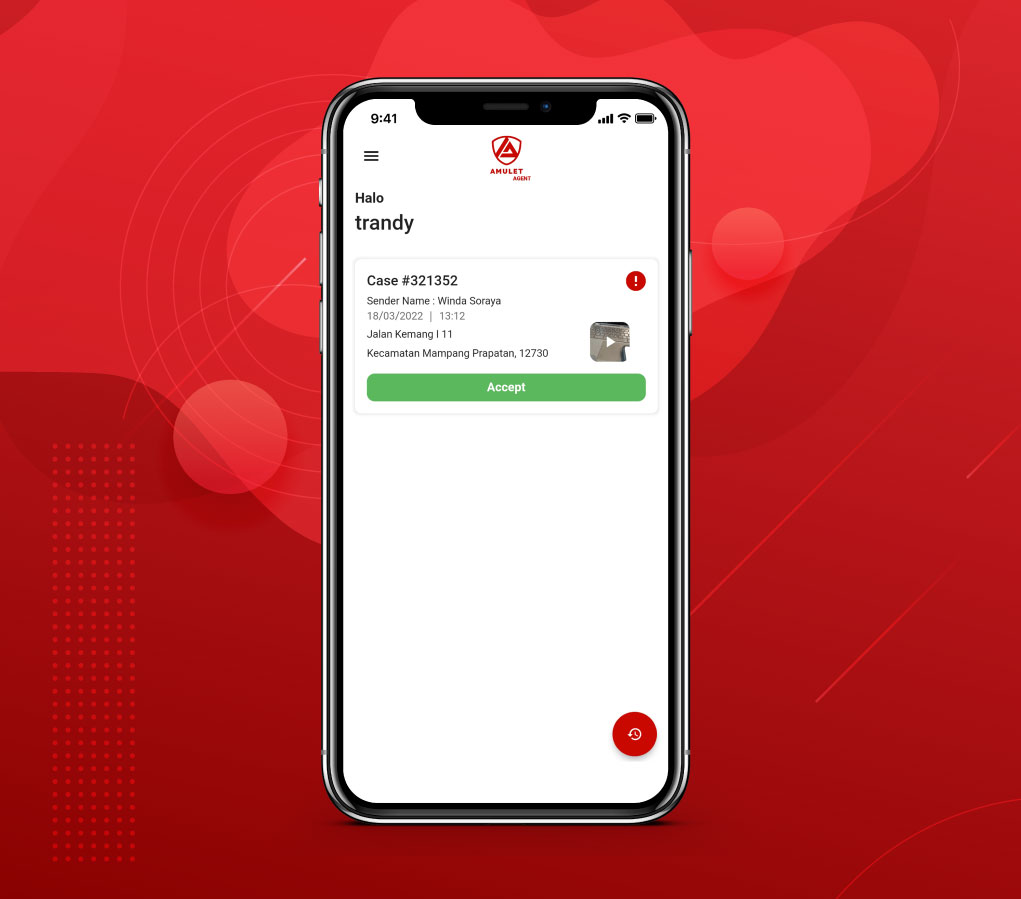 9:41
AMULET
AGENT
Halo
trandy
Case #321352
Sender Name : Winda Soraya
18/03/2022 | 13:12
Jalan Kemang I 11
Kecamatan Mampang Prapatan, 12730
Accept